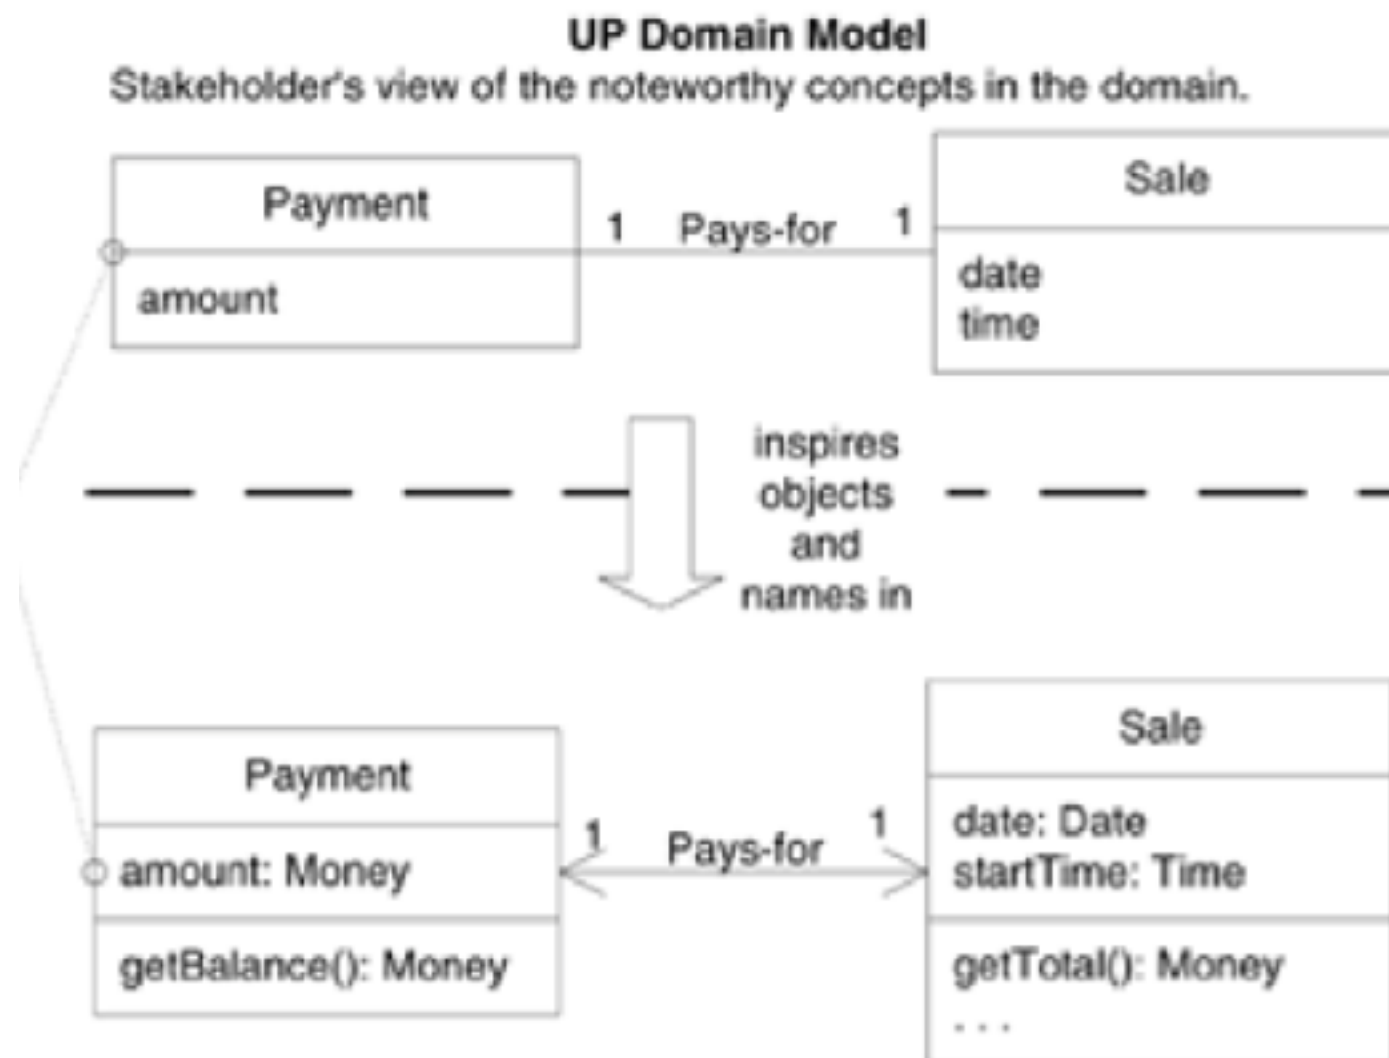 UP Domain Model
Stakeholder's view of the noteworthy concepts in the domain.
Payment
amount
1 Pays-for 1
Sale
date
time
inspires
objects
and
names in
Payment
amount: Money
getBalance(): Money
1 Pays-for 1
Sale
date: Date
startTime: Time
getTotal(): Money
. . .